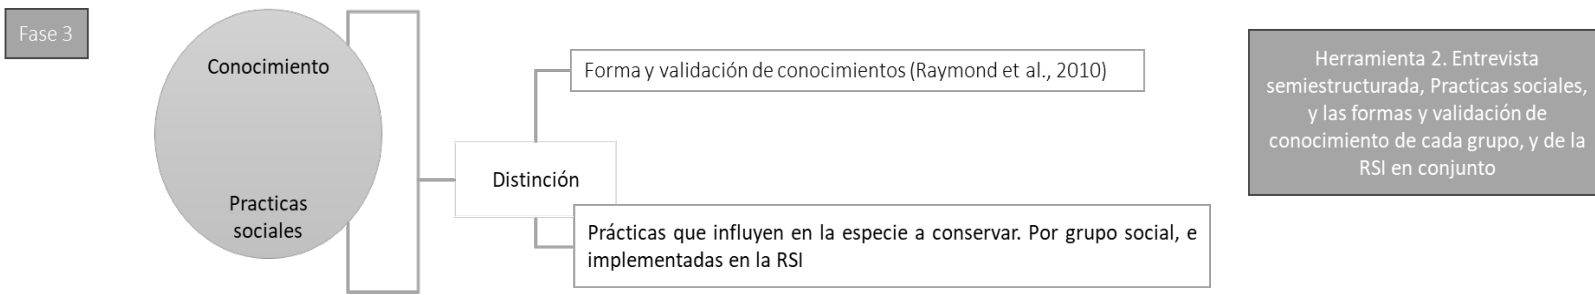 Fase 3
Conocimiento
Practicas
sociales
Distinción
Forma y validación de conocimientos (Raymond et al., 2010)
Prácticas que influyen en la especie a conservar. Por grupo social, e
implementadas en la RSI
Herramienta 2. Entrevista
semiestructurada, Practicas sociales,
y las formas y validación de
conocimiento de cada grupo, y de la
RSI en conjunto